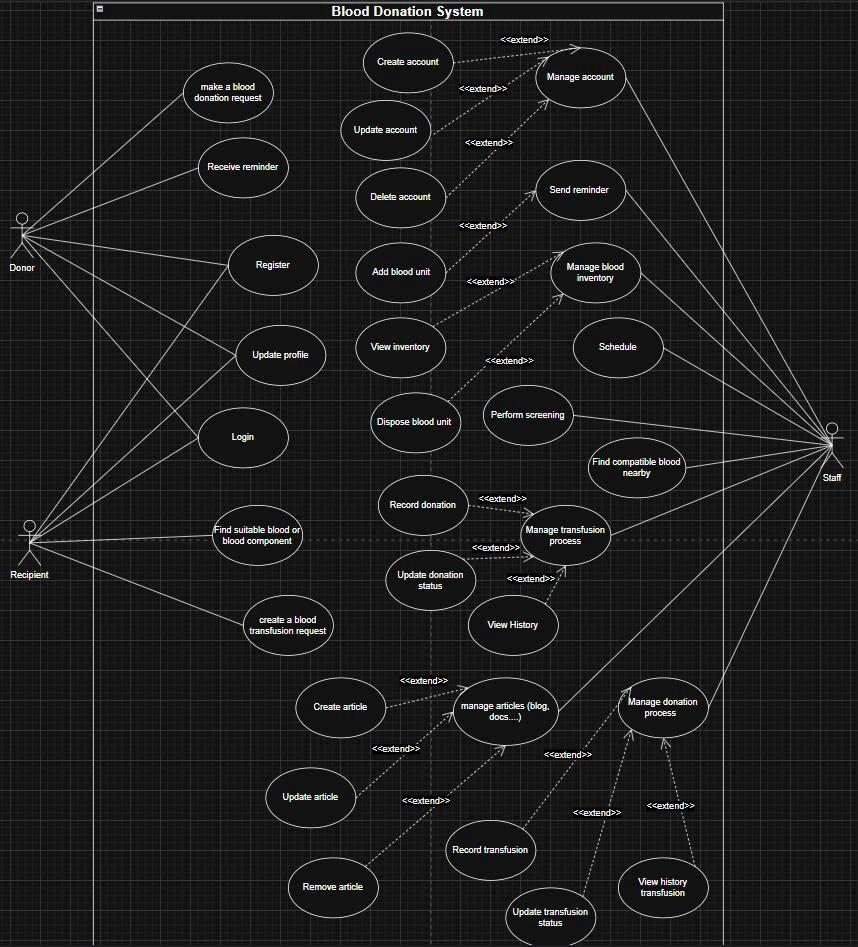 Blood Donation System
<<extend>>
Create account
Manage account
make a blood
donation request
<<extend>>
Update account
<<extend>>
Receive reminder
Delete account
Send reminder
<<extend>>
Donor
Register
Add blood unit
Manage blood
inventory
<<extend>>
View inventory
Schedule
Update profile
<<extend>>
Dispose blood unit
Perform screening
Login
Find compatible blood
nearby
Staff
Record donation
<<extend>>
Find suitable blood or
blood component
Manage transfusion
process
<<extend>>
Recipient
Update donation
status
<<extend>>
create a blood
transfusion request
View History
<<extend>>
Create article
manage articles (blog,
docs....)
Manage donation
process
<<extend>>
<<extend>>
Update article
<<extend>>
<<extend>>
<<extend>>
Record transfusion
Remove article
View history
transfusion
Update transfusion
status